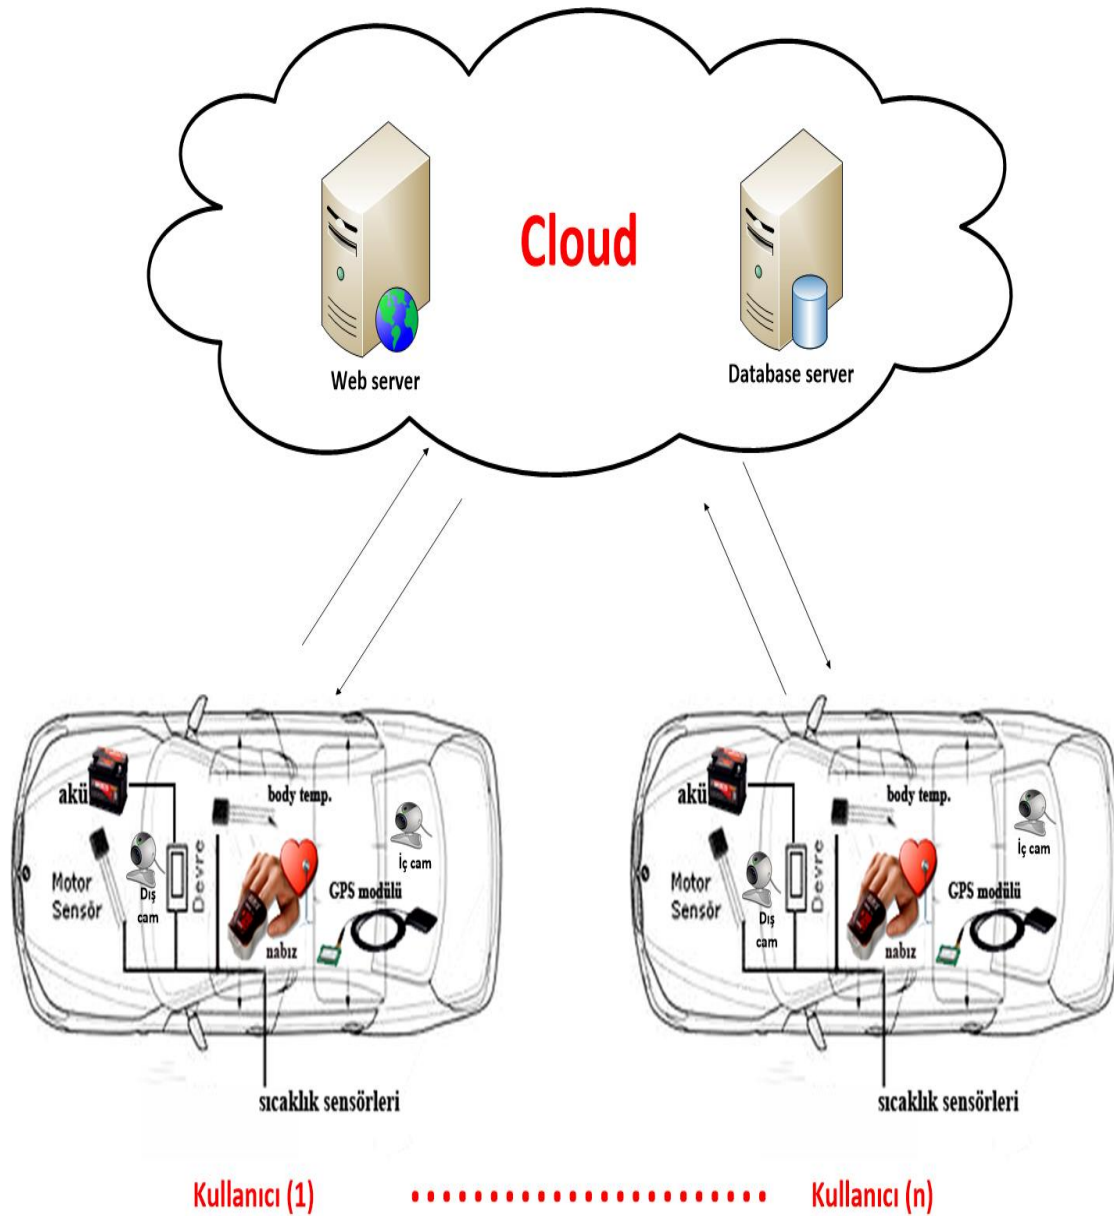 Cloud
Web server
Database server
akü
body temp.
Motor
Sensör
Dış
cam
Devre
İç cam
GPS modülü
nabız
sıcaklık sensörleri
akü
body temp.
Motor
Sensör
Dış
cam
Devre
İç cam
GPS modülü
nabız
sıcaklık sensörleri
Kullanıcı (1)
Kullanıcı (n)